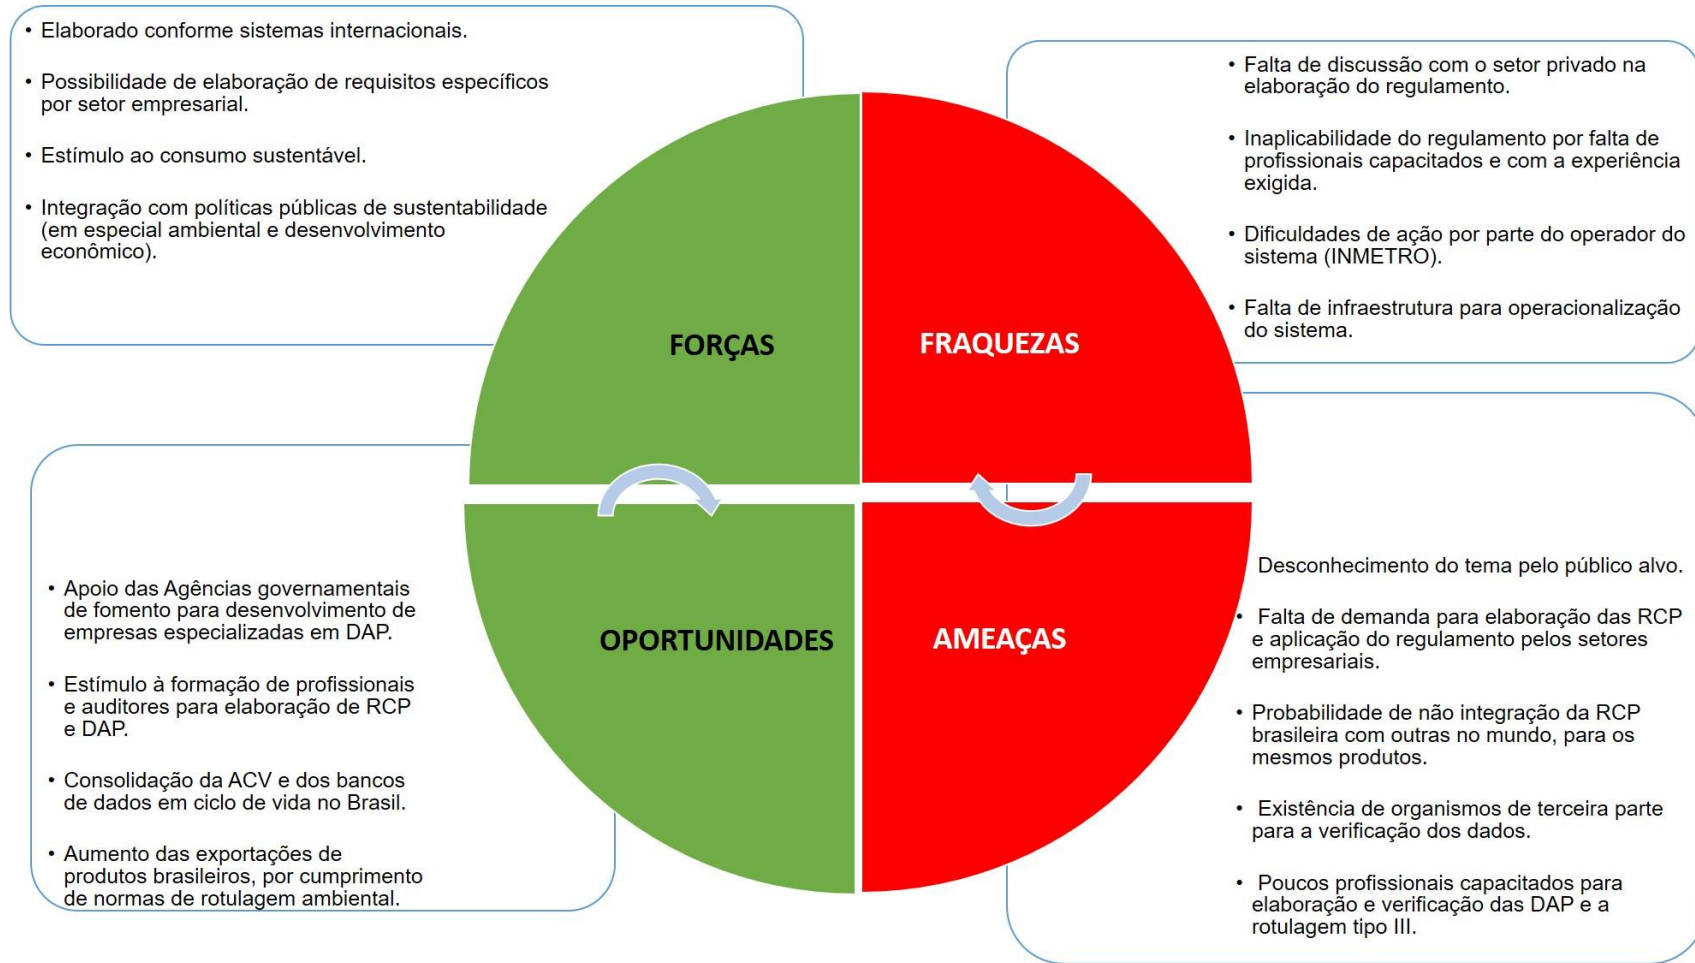 • Elaborado conforme sistemas internacionais.
• Possibilidade de elaboração de requisitos específicos
por setor empresarial.
• Estímulo ao consumo sustentável.
• Integração com políticas públicas de sustentabilidade
(em especial ambiental e desenvolvimento
econômico).
• Falta de discussão com o setor privado na
elaboração do regulamento.
• Inaplicabilidade do regulamento por falta de
profissionais capacitados e com a experiência
exigida.
• Dificuldades de ação por parte do operador do
sistema (INMETRO).
• Falta de infraestrutura para operacionalização
do sistema.
FORÇAS
FRAQUEZAS
OPORTUNIDADES
AMEAÇAS
• Apoio das Agências governamentais
de fomento para desenvolvimento de
empresas especializadas em DAP.
• Estímulo à formação de profissionais
e auditores para elaboração de RCP
e DAP.
• Consolidação da ACV e dos bancos
de dados em ciclo de vida no Brasil.
• Aumento das exportações de
produtos brasileiros, por cumprimento
de normas de rotulagem ambiental.
Desconhecimento do tema pelo público alvo.
• Falta de demanda para elaboração das RCP
e aplicação do regulamento pelos setores
empresariais.
• Probabilidade de não integração da RCP
brasileira com outras no mundo, para os
mesmos produtos.
• Existência de organismos de terceira parte
para a verificação dos dados.
• Poucos profissionais capacitados para
elaboração e verificação das DAP e a
rotulagem tipo III.